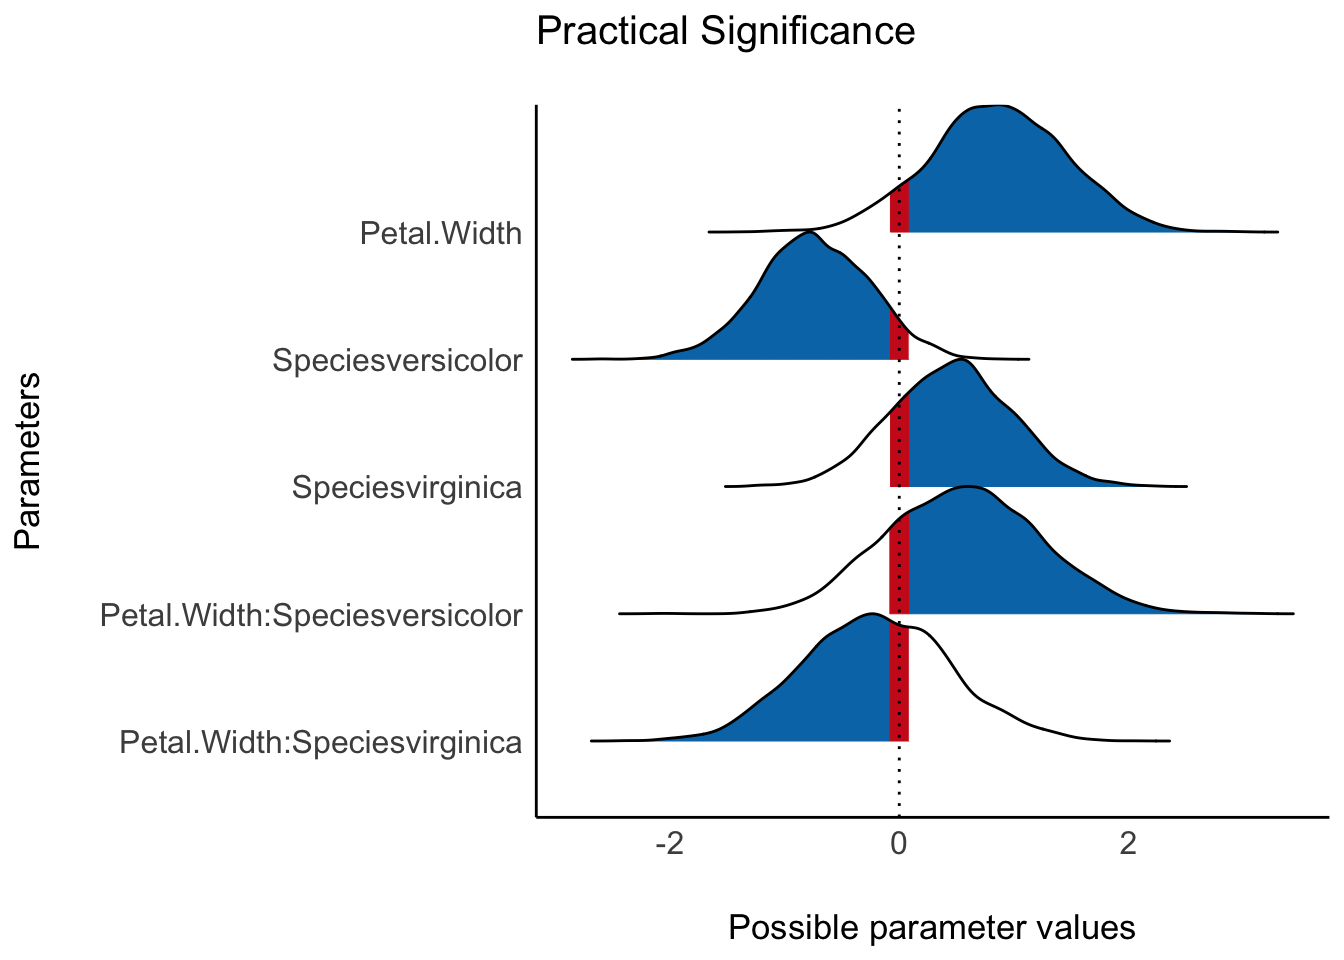 Practical Significance
Parameters
Petal.Width
Speciesversicolor
Speciesvirginica
Petal.Width:Speciesversicolor
Petal.Width:Speciesvirginica
-2 0 2
Possible parameter values